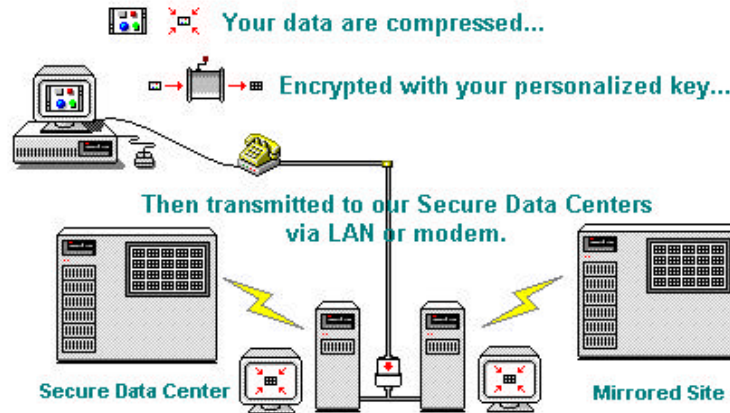 Your data are compressed...
Encrypted with your personalized key...
Then transmitted to our Secure Data Centers
via LAN or modem.
Secure Data Center
Mirrored Site